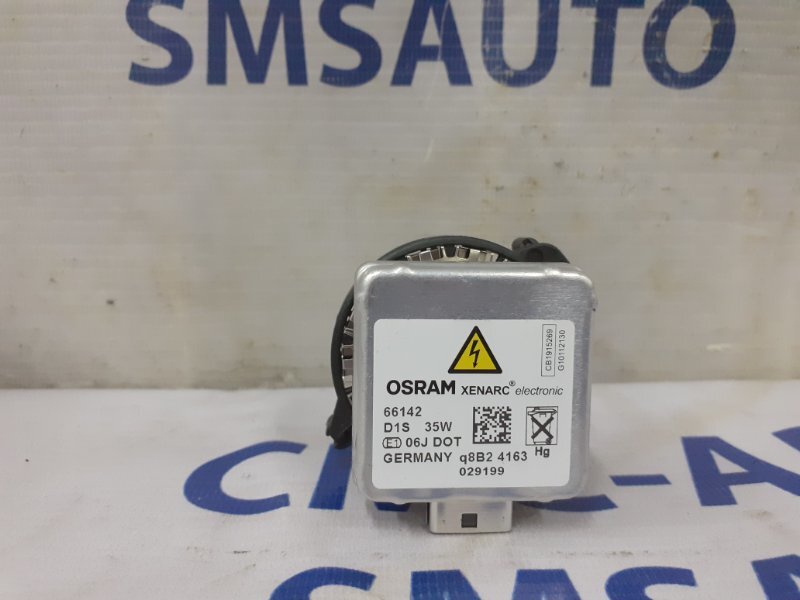 SMSAUTO
CB1915269
G10112130
OSRAM XENARC® electronic
66142
D1S 35W
E1 06J DOT
GERMANY q8B2 4163
Hg
029199